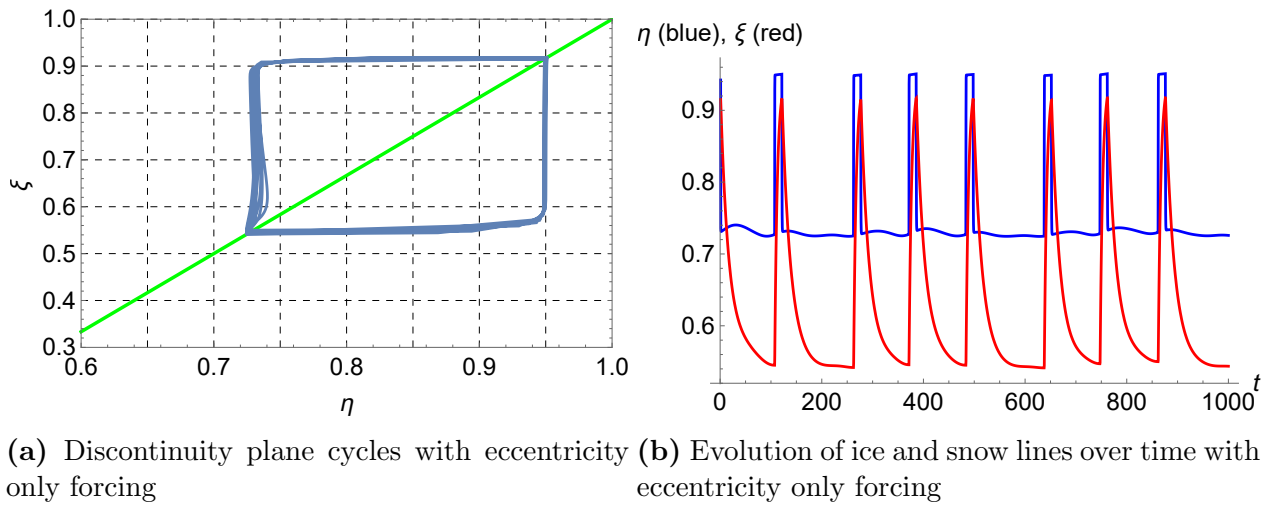 1.0
0.9
0.8
0.7
0.6
0.5
0.4
0.3
ξ
0.6 0.7 0.8 0.9 1.0
η
η (blue), ξ (red)
0.9
0.8
0.7
0.6
0 200 400 600 800 1000 t
(a) Discontinuity plane cycles with eccentricity
only forcing
(b) Evolution of ice and snow lines over time with
eccentricity only forcing